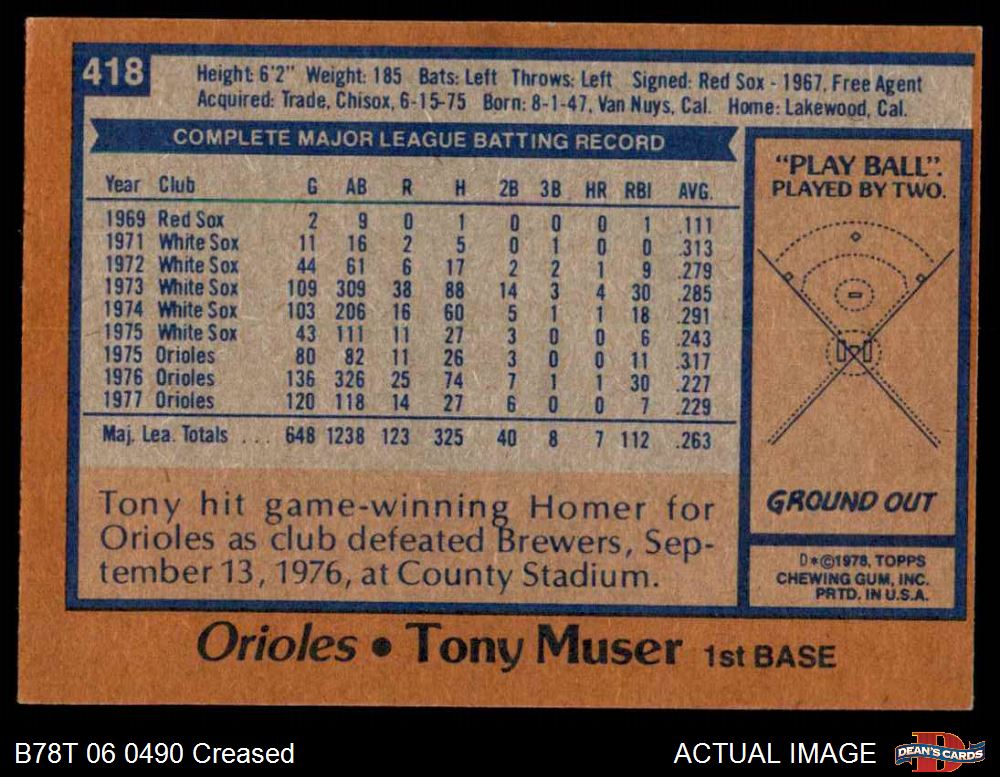 418
Height: 6'2" Weight: 185 Bats: Left Throws: Left Signed: Red Sox - 1967, Free Agent
Acquired: Trade, Chisox, 6-15-75 Born: 8-1-47, Van Nuys, Cal. Home: Lakewood, Cal.
COMPLETE MAJOR LEAGUE BATTING RECORD
Year Club G AB R H 2B 3B HR RBI AVG.
1969 Red Sox 2 9 0 1 0 0 0 1 .111
1971 White Sox 11 16 2 5 0 1 0 0 .313
1972 White Sox 44 61 6 17 2 2 1 9 .279
1973 White Sox 109 309 38 88 14 3 4 30 .285
1974 White Sox 103 206 16 60 5 1 1 18 .291
1975 White Sox 43 111 11 27 3 0 0 6 .243
1975 Orioles 80 82 11 26 3 0 0 11 .317
1976 Orioles 136 326 25 74 7 1 1 30 .227
1977 Orioles 120 118 14 27 6 0 0 7 .229
Maj. Lea. Totals ... 648 1238 123 325 40 8 7 112 .263
Tony hit game-winning Homer for
Orioles as club defeated Brewers, Sep-
tember 13, 1976, at County Stadium.
"PLAY BALL".
PLAYED BY TWO.
GROUND OUT
D*©1978, TOPPS
CHEWING GUM, INC.
PRTD. IN U.S.A.
Orioles • Tony Muser 1st BASE
B78T 06 0490 Creased
ACTUAL IMAGE
DEAN'S CARDS